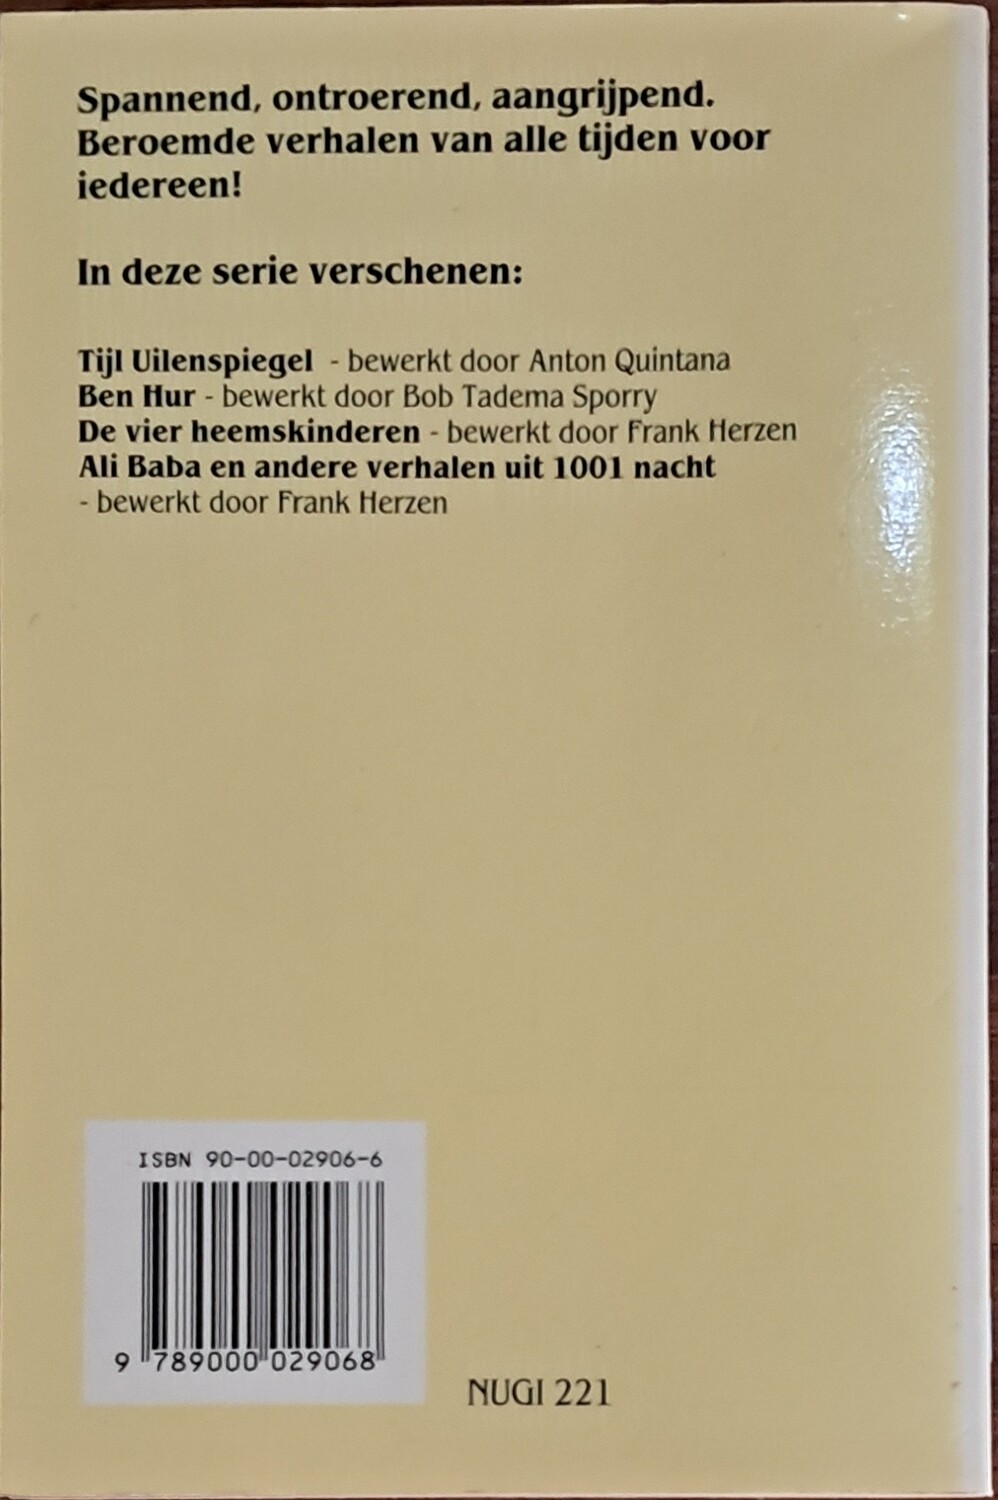 Spannend, ontroerend, aangrijpend.
Beroemde verhalen van alle tijden voor
iedereen!
In deze serie verschenen:
Tijl Uilenspiegel - bewerkt door Anton Quintana
Ben Hur - bewerkt door Bob Tadema Sporry
De vier heemskinderen - bewerkt door Frank Herzen
Ali Baba en andere verhalen uit 1001 nacht
- bewerkt door Frank Herzen
ISBN 90-00-02906-6
9 789000 029068
NUGI 221